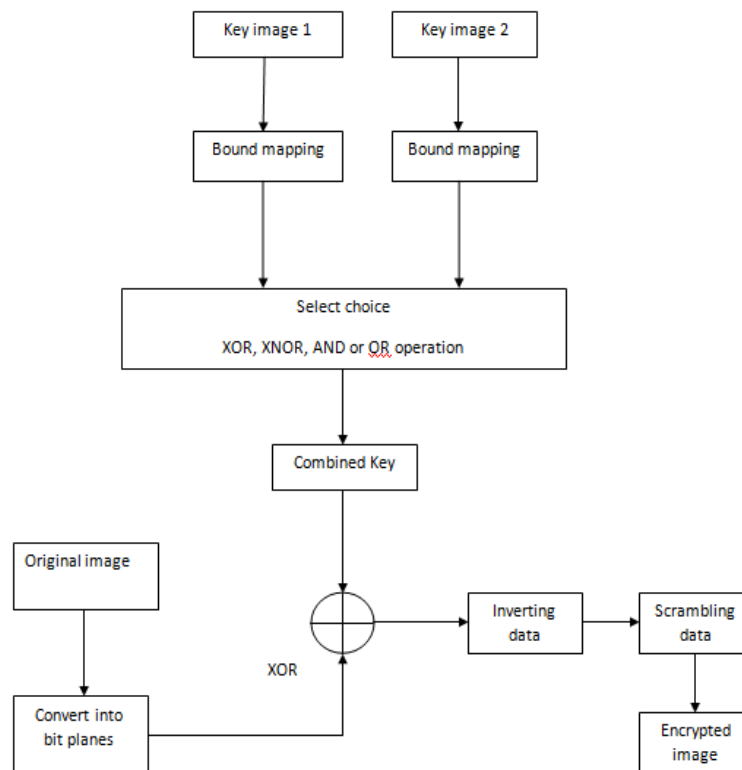 Key image 1
Key image 2
Bound mapping
Bound mapping
Select choice
XOR, XNOR, AND or OR operation
Combined Key
Original image
Inverting
data
Scrambling
data
XOR
Convert into
bit planes
Encrypted
image